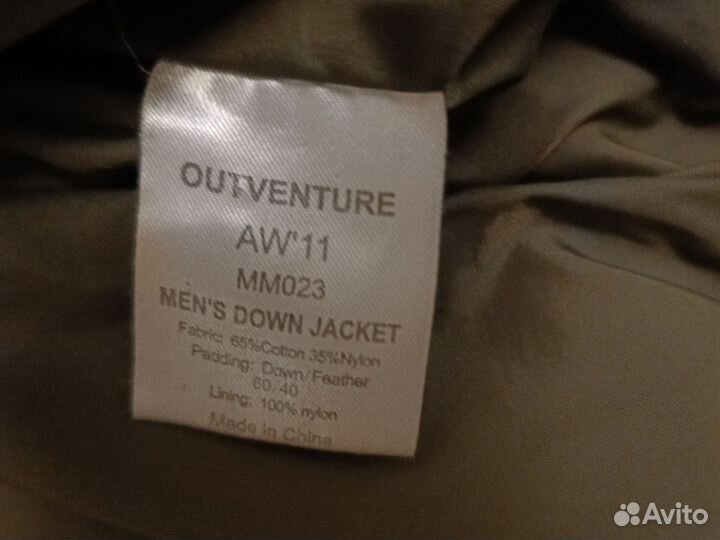 OUTVENTURE
AW'11
MM023
MEN'S DOWN JACKET
Fabric: 65%Cotton 35%Nylon
Padding: Down/Feather
60/40
Lining: 100% nylon
Made in China
Avito